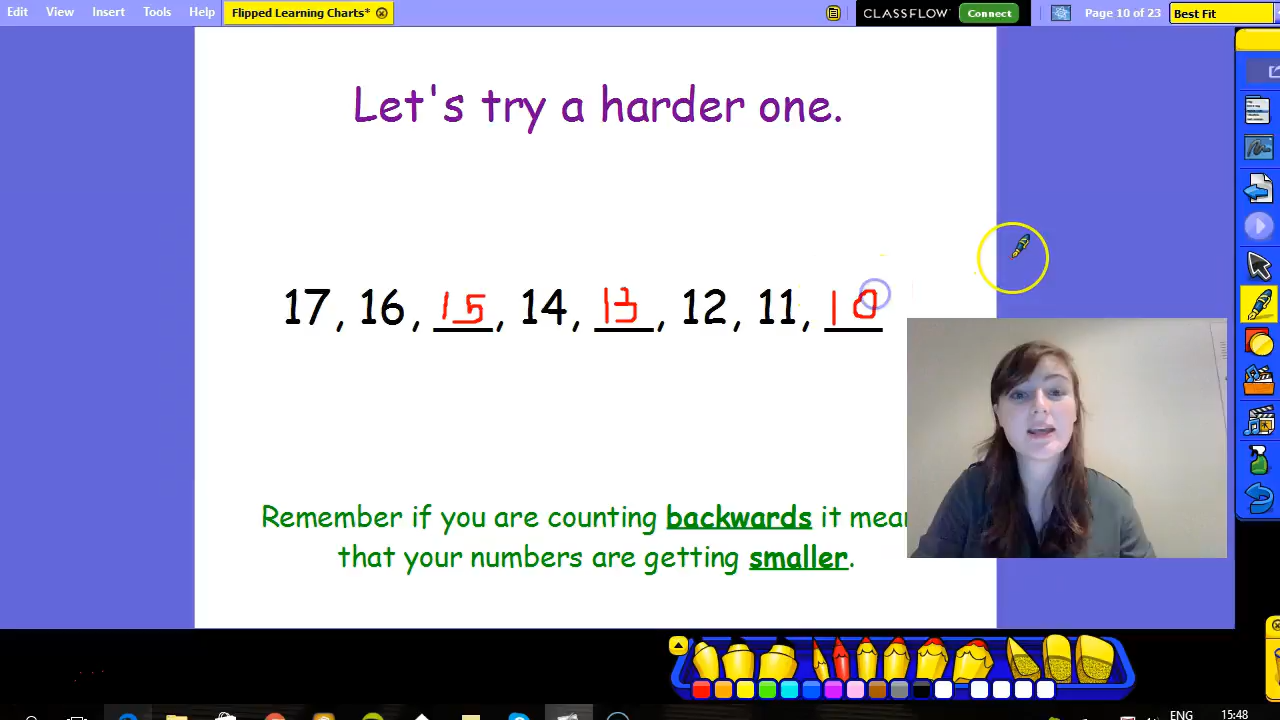 Edit View Insert Tools Help Flipped Learning Charts* CLASSFLOW Connect Page 10 of 23 Best Fit
Let's try a harder one.
17, 16, 15, 14, 13, 12, 11, 10
Remember if you are counting backwards it mean
that your numbers are getting smaller.
ENG 15:48